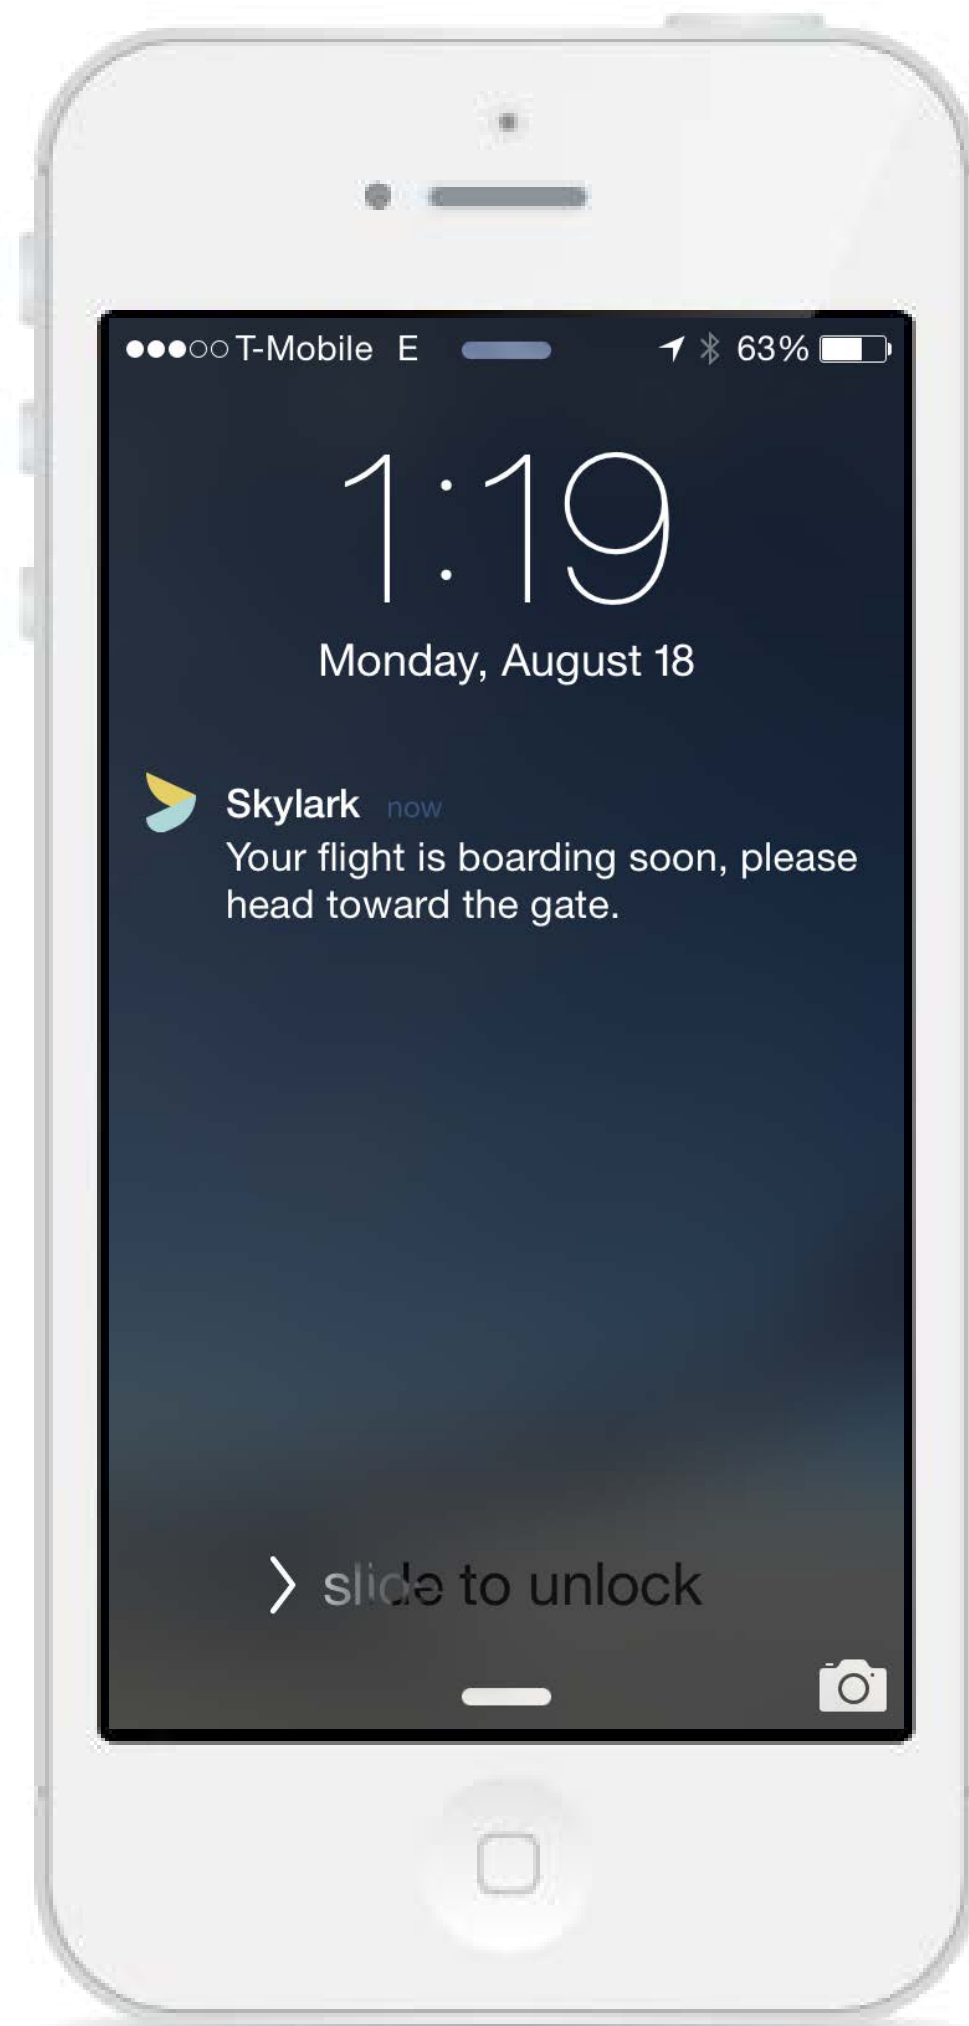 T-Mobile E 63%
1:19
Monday, August 18
Skylark now
Your flight is boarding soon, please
head toward the gate.
slide to unlock